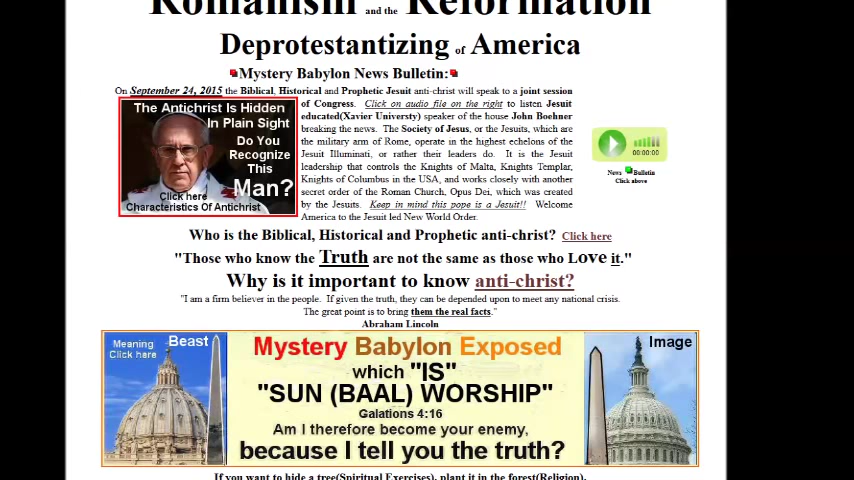 Romanism and the Reformation
Deprotestantizing of America
Mystery Babylon News Bulletin:
On September 24, 2015 the Biblical, Historical and Prophetic Jesuit anti-christ will speak to a joint session
of Congress. Click on audio file on the right to listen Jesuit
educated(Xavier Universty) speaker of the house John Boehner
breaking the news. The Society of Jesus, or the Jesuits, which are
the military arm of Rome, operate in the highest echelons of the
Jesuit Illuminati, or rather their leaders do. It is the Jesuit
leadership that controls the Knights of Malta, Knights Templar,
Knights of Columbus in the USA, and works closely with another
secret order of the Roman Church, Opus Dei, which was created
by the Jesuits. Keep in mind this pope is a Jesuit!! Welcome
America to the Jesuit led New World Order.
The Antichrist Is Hidden
In Plain Sight
Do You
Recognize
This
Man?
Click here
Characteristics Of Antichrist
00:00:00
News Bulletin
Click above
Who is the Biblical, Historical and Prophetic anti-christ? Click here
"Those who know the Truth are not the same as those who Love it."
Why is it important to know anti-christ?
"I am a firm believer in the people. If given the truth, they can be depended upon to meet any national crisis.
The great point is to bring them the real facts."
Abraham Lincoln
Meaning
Click here
Beast
Mystery Babylon Exposed
which "IS"
"SUN (BAAL) WORSHIP"
Galations 4:16
Am I therefore become your enemy,
because I tell you the truth?
Image
If you want to hide a tree(Spiritual Exercises), plant it in the forest(Religion).